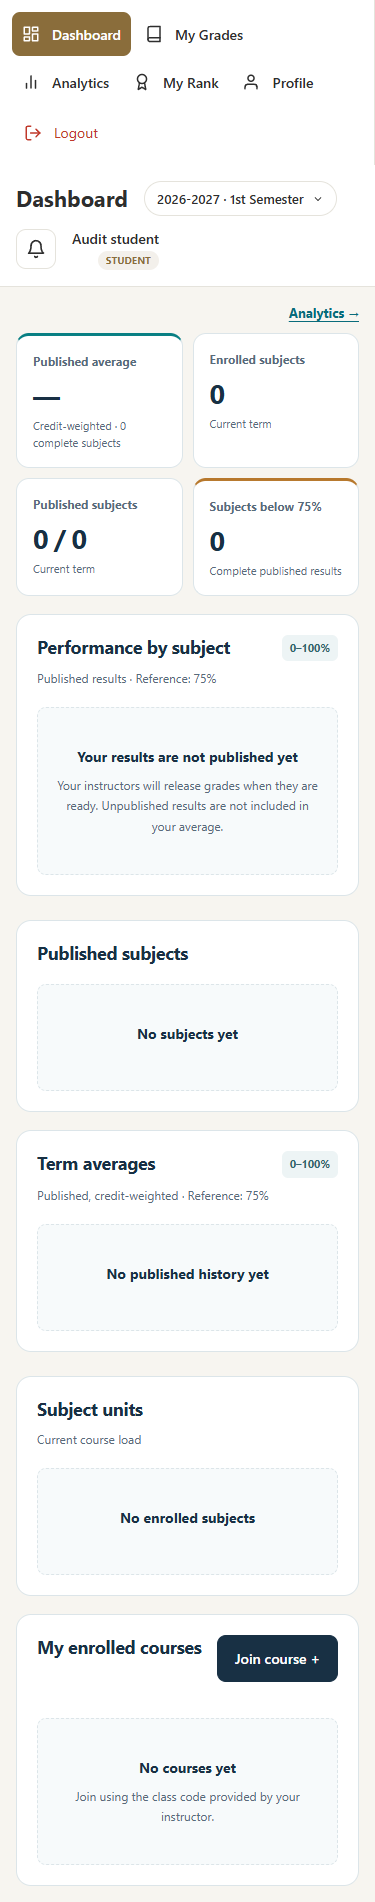 Dashboard
My Grades
Analytics
My Rank
Profile
Logout
Dashboard
2026-2027 · 1st Semester
Audit student
STUDENT
Analytics →
Published average
—
Credit-weighted · 0
complete subjects
Enrolled subjects
0
Current term
Published subjects
0 / 0
Current term
Subjects below 75%
0
Complete published results
Performance by subject
0–100%
Published results · Reference: 75%
Your results are not published yet
Your instructors will release grades when they are
ready. Unpublished results are not included in
your average.
Published subjects
No subjects yet
Term averages
0–100%
Published, credit-weighted · Reference: 75%
No published history yet
Subject units
Current course load
No enrolled subjects
My enrolled courses
Join course +
No courses yet
Join using the class code provided by your
instructor.